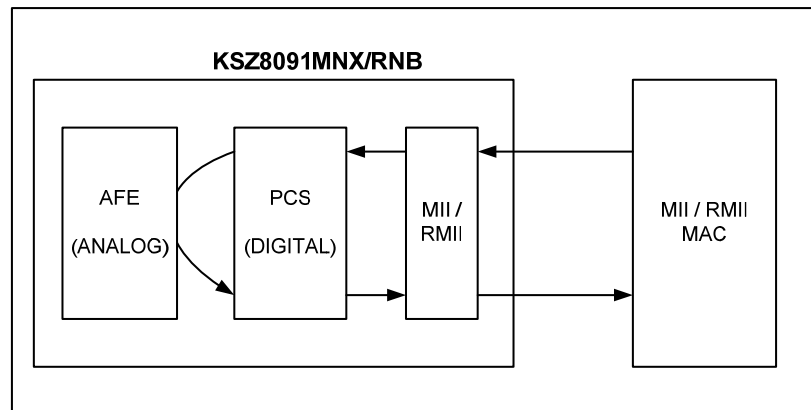 KSZ8091MNX/RNB
AFE
(ANALOG)
PCS
(DIGITAL)
MII /
RMII
MII / RMII
MAC